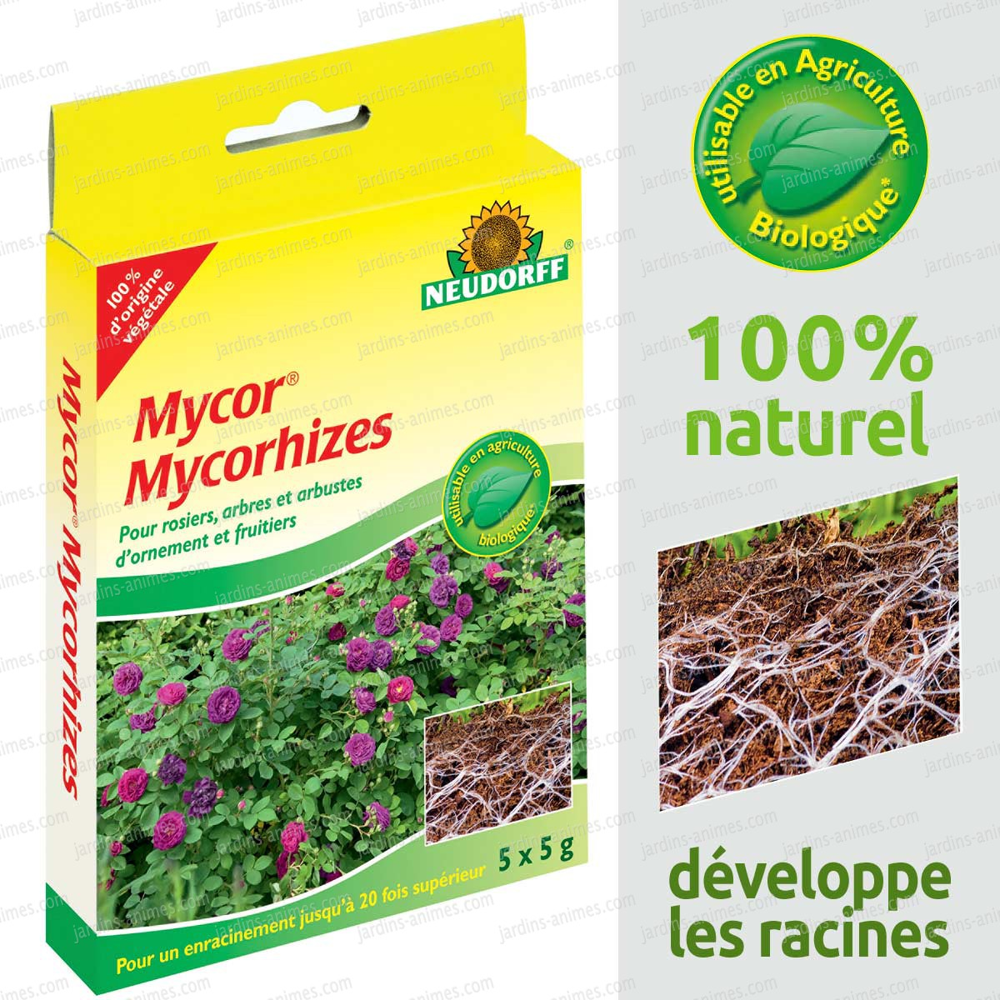 100%
d'origine
végétale
NEUDORFF®
Mycor®
Mycorhizes
Pour rosiers, arbres et arbustes
d'ornement et fruitiers
utilisable en agriculture
biologique*
5 x 5 g
Pour un enracinement jusqu'à 20 fois supérieur
Mycor® Mycorhizes
utilisable en Agriculture
Biologique*
100%
naturel
développe
les racines
jardins-animes.com